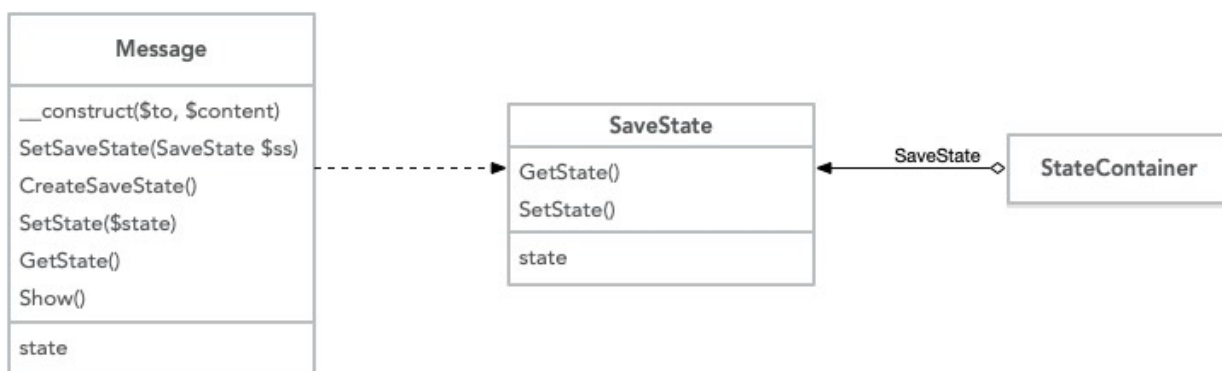 Message
__construct($to, $content)
SetSaveState(SaveState $ss)
CreateSaveState()
SetState($state)
GetState()
Show()
state
SaveState
GetState()
SetState()
state
SaveState
StateContainer